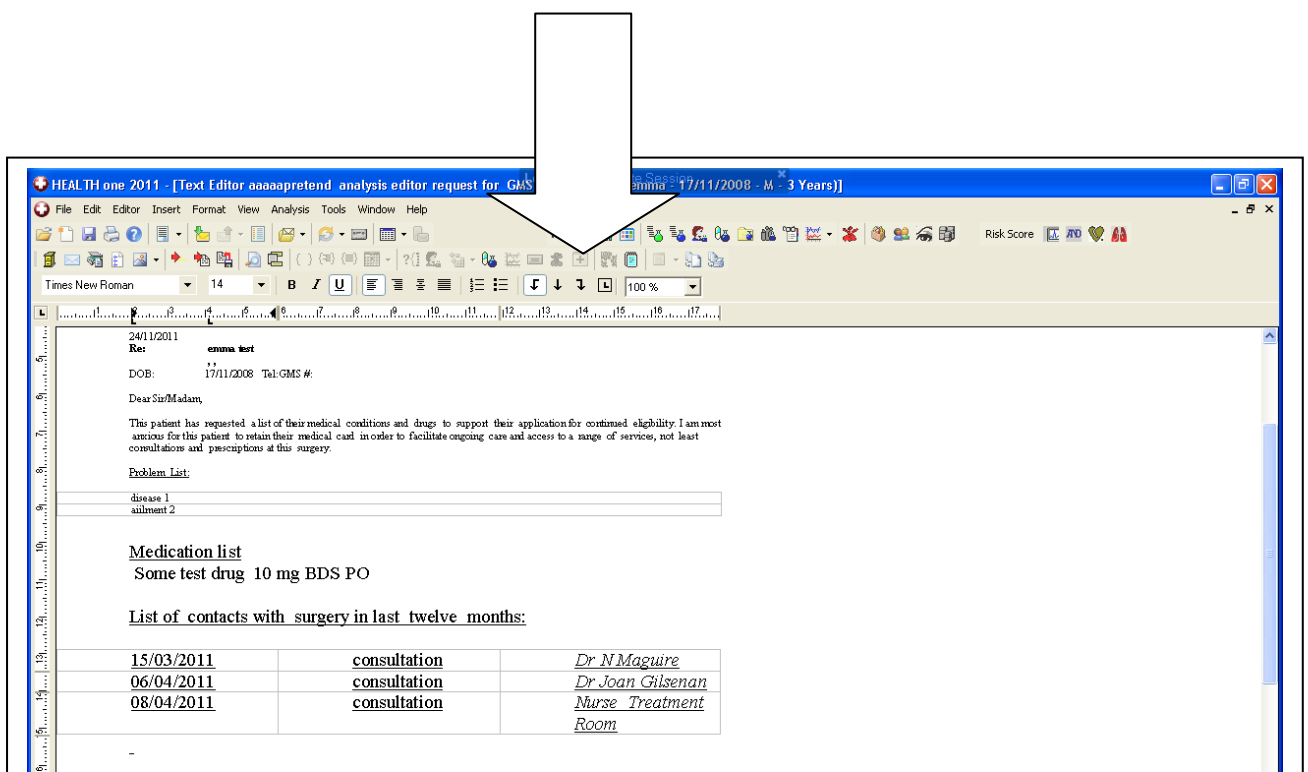 HEALTH one 2011 - [Text Editor aaaaapretend analysis editor request for GMS emma - 17/11/2008 - M - 3 Years)]
File Edit Editor Insert Format View Analysis Tools Window Help
Risk Score
Times New Roman 14 B I U 100 %
24/11/2011
Re: emma test
, ,
DOB: 17/11/2008 Tel:GMS #:
Dear Sir/Madam,
This patient has requested a list of their medical conditions and drugs to support their application for continued eligibility. I am most
anxious for this patient to retain their medical card in order to facilitate ongoing care and access to a range of services, not least
consultations and prescriptions at this surgery.
Problem List:
disease 1
aiilment 2
Medication list
Some test drug 10 mg BDS PO
List of contacts with surgery in last twelve months:
15/03/2011 consultation Dr N Maguire
06/04/2011 consultation Dr Joan Gilsenan
08/04/2011 consultation Nurse Treatment
Room